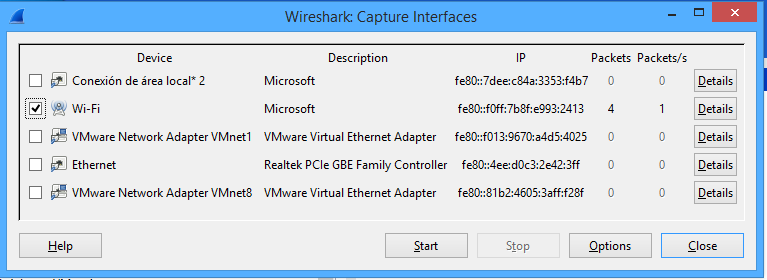 Wireshark: Capture Interfaces
Device Description IP Packets Packets/s
Conexión de área local* 2 Microsoft fe80::7dee:c84a:3353:f4b7 0 0 Details
Wi-Fi Microsoft fe80::f0ff:7b8f:e993:2413 4 1 Details
VMware Network Adapter VMnet1 VMware Virtual Ethernet Adapter fe80::f013:9670:a4d5:4025 0 0 Details
Ethernet Realtek PCIe GBE Family Controller fe80::4ee:d0c3:2e42:3ff 0 0 Details
VMware Network Adapter VMnet8 VMware Virtual Ethernet Adapter fe80::81b2:4605:3aff:f28f 0 0 Details
Help Start Stop Options Close